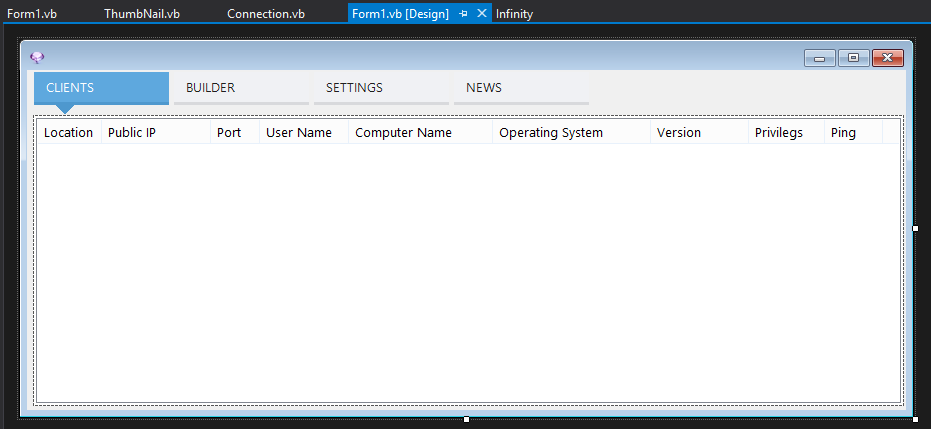 Form1.vb ThumbNail.vb Connection.vb Form1.vb [Design] Infinity
CLIENTS BUILDER SETTINGS NEWS
Location Public IP Port User Name Computer Name Operating System Version Privilegs Ping